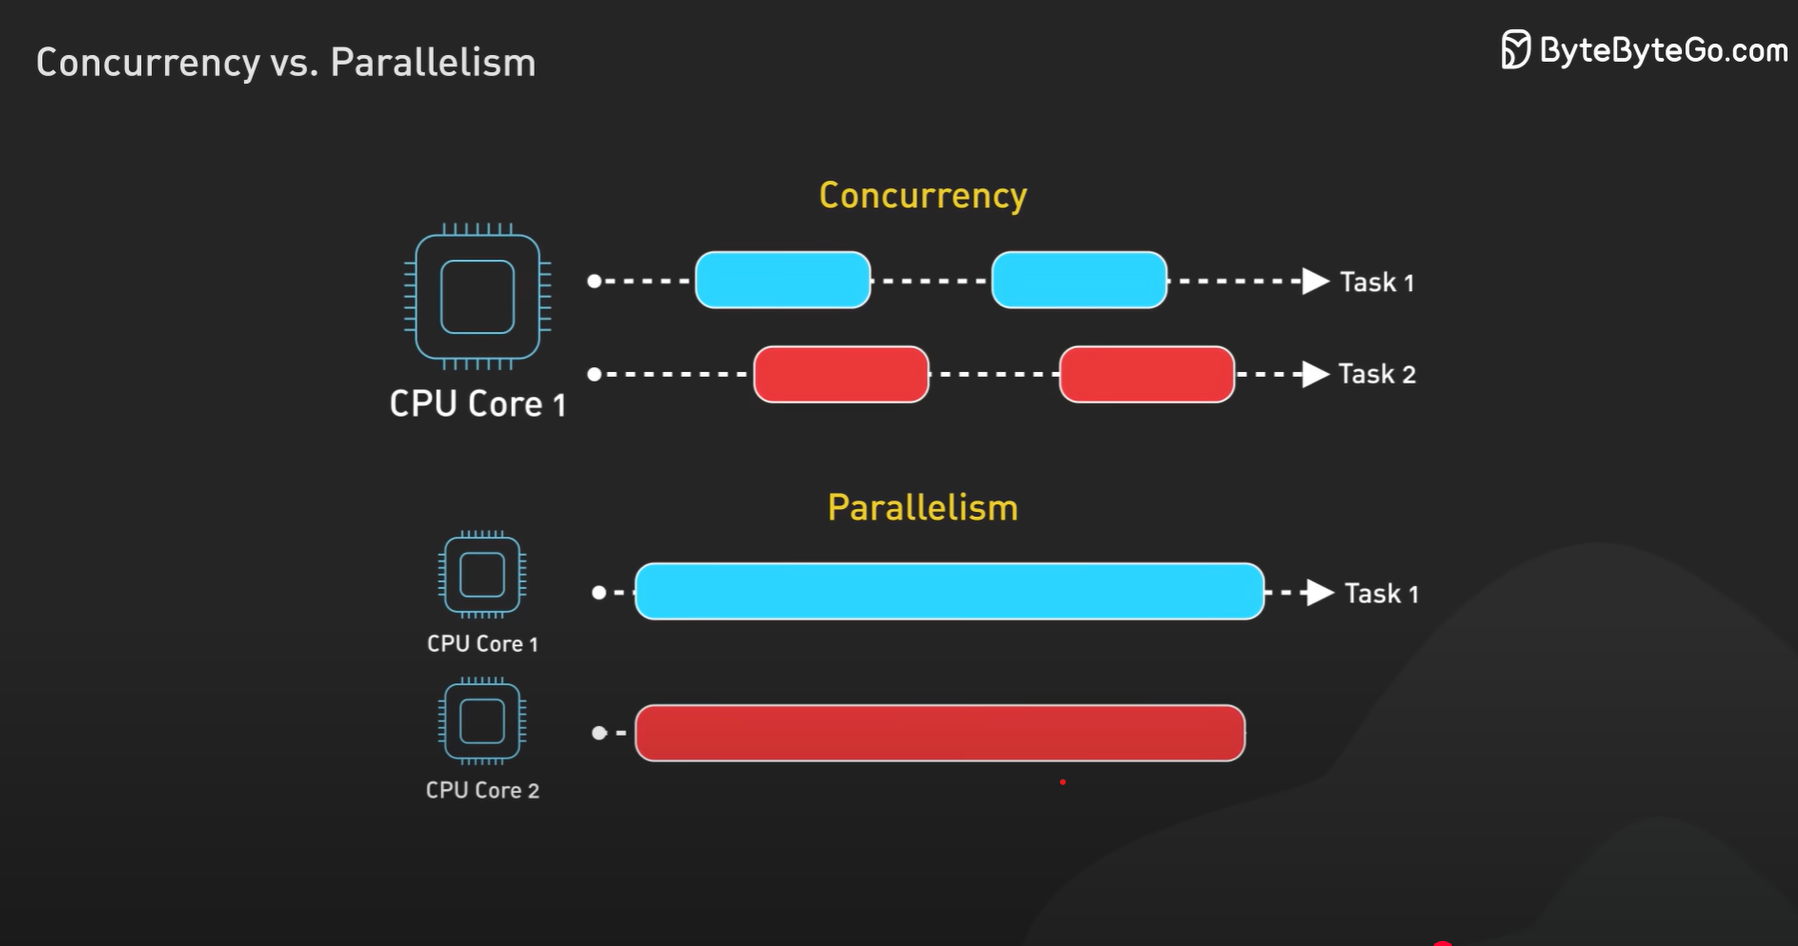 Concurrency vs. Parallelism
ByteByteGo.com
Concurrency
Task 1
Task 2
CPU Core 1
Parallelism
Task 1
CPU Core 1
CPU Core 2